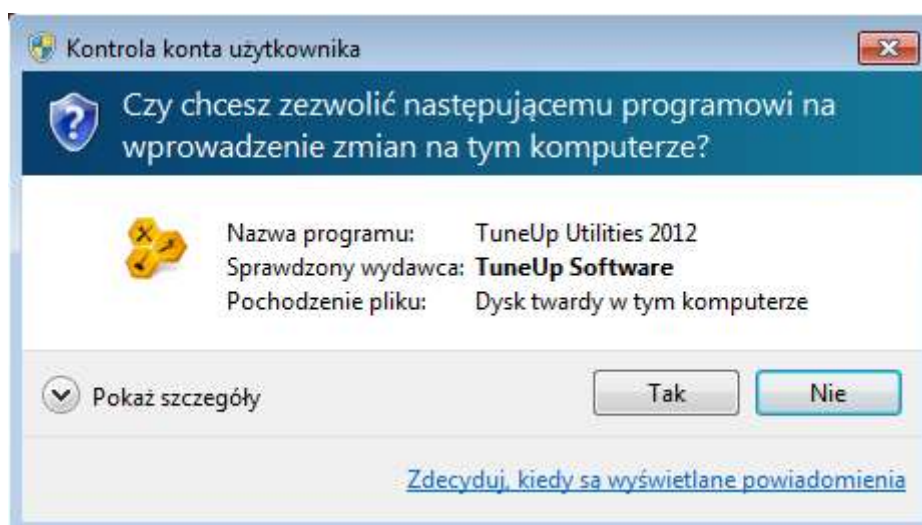 Kontrola konta użytkownika
Czy chcesz zezwolić następującemu programowi na
wprowadzenie zmian na tym komputerze?
Nazwa programu: TuneUp Utilities 2012
Sprawdzony wydawca: TuneUp Software
Pochodzenie pliku: Dysk twardy w tym komputerze
Pokaż szczegóły Tak Nie
Zdecyduj, kiedy są wyświetlane powiadomienia